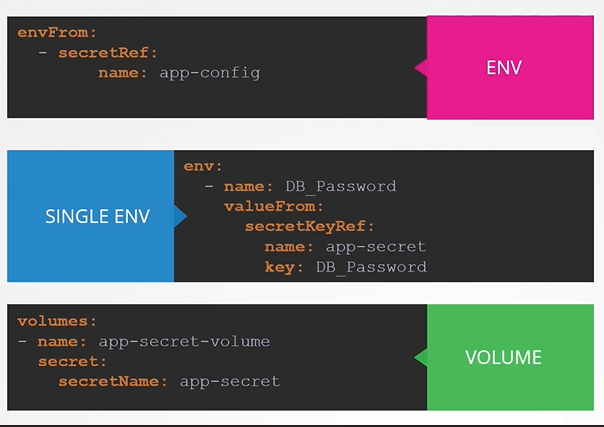 envFrom:
  - secretRef:
        name: app-config
ENV
SINGLE ENV
env:
  - name: DB_Password
    valueFrom:
      secretKeyRef:
        name: app-secret
        key: DB_Password
volumes:
- name: app-secret-volume
  secret:
    secretName: app-secret
VOLUME